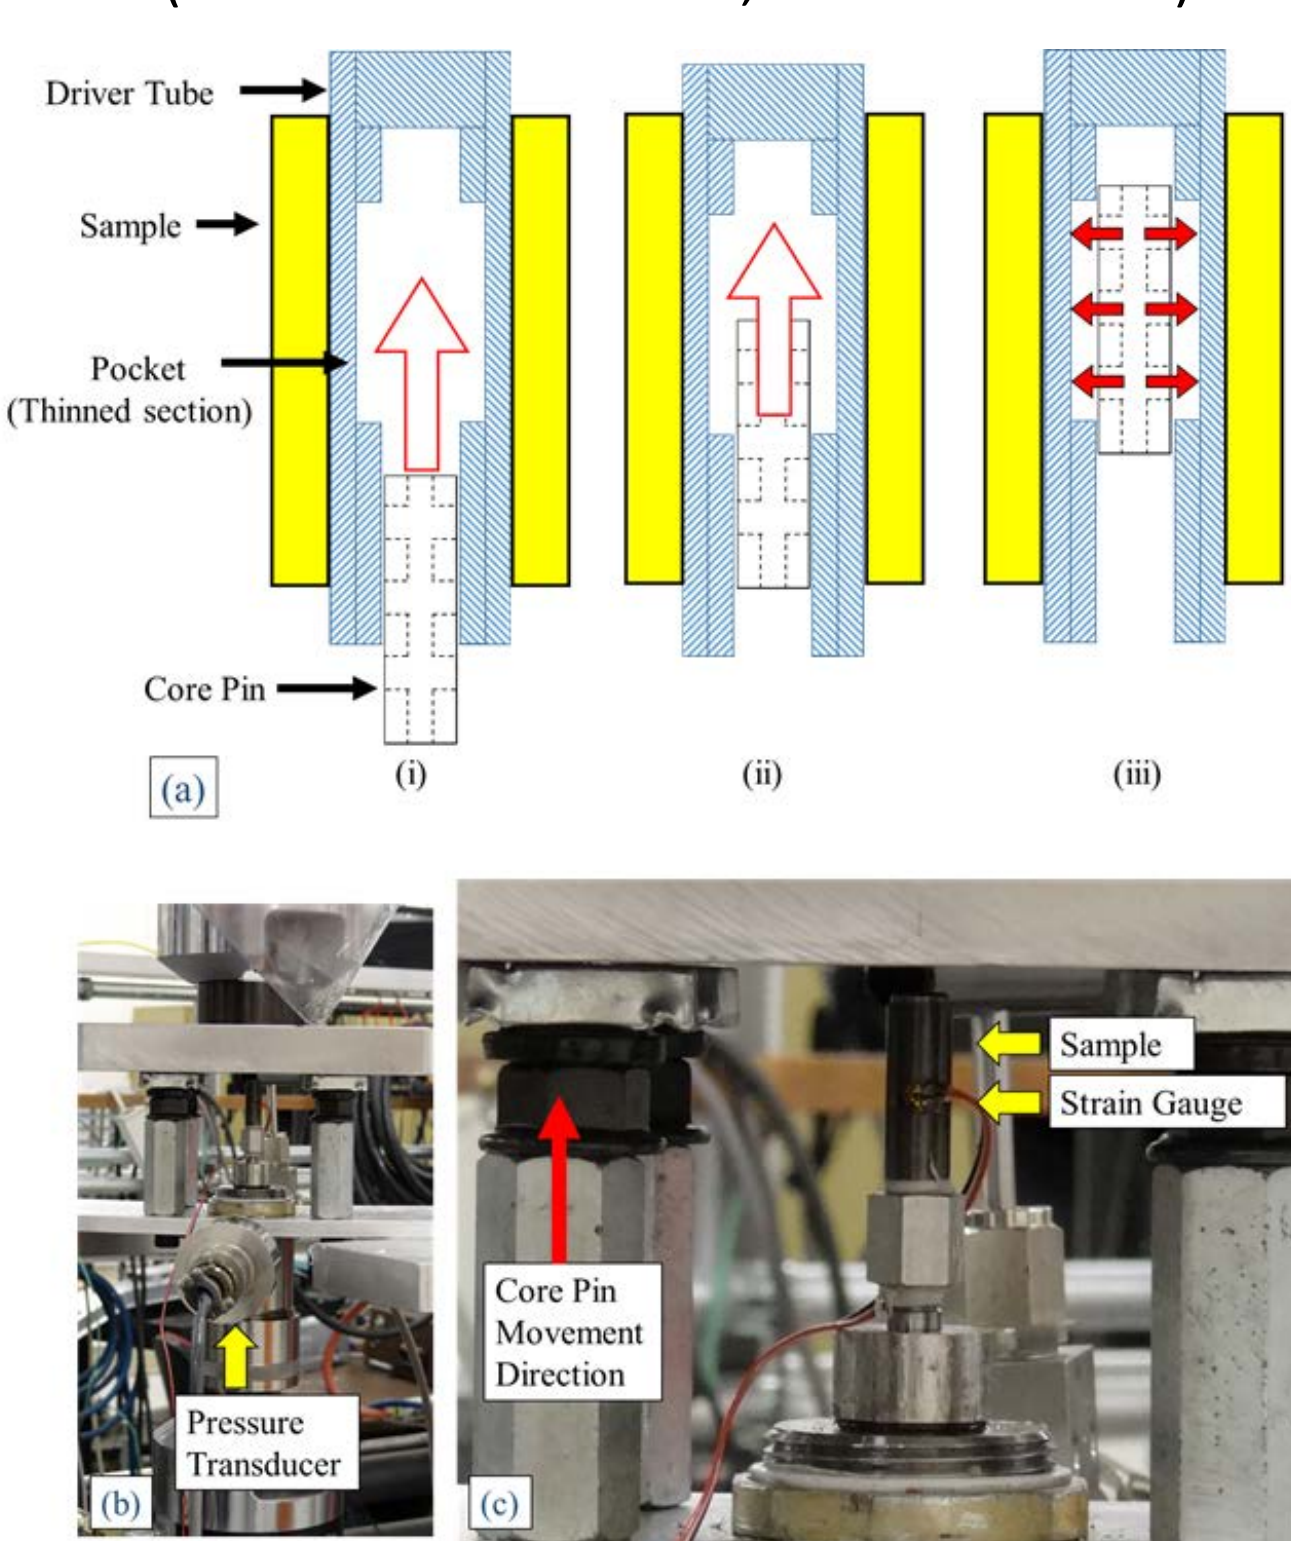 Driver Tube
Sample
Pocket
(Thinned section)
Core Pin
(a)
(i)
(ii)
(iii)
Sample
Strain Gauge
Core Pin
Movement
Direction
Pressure
Transducer
(b)
(c)